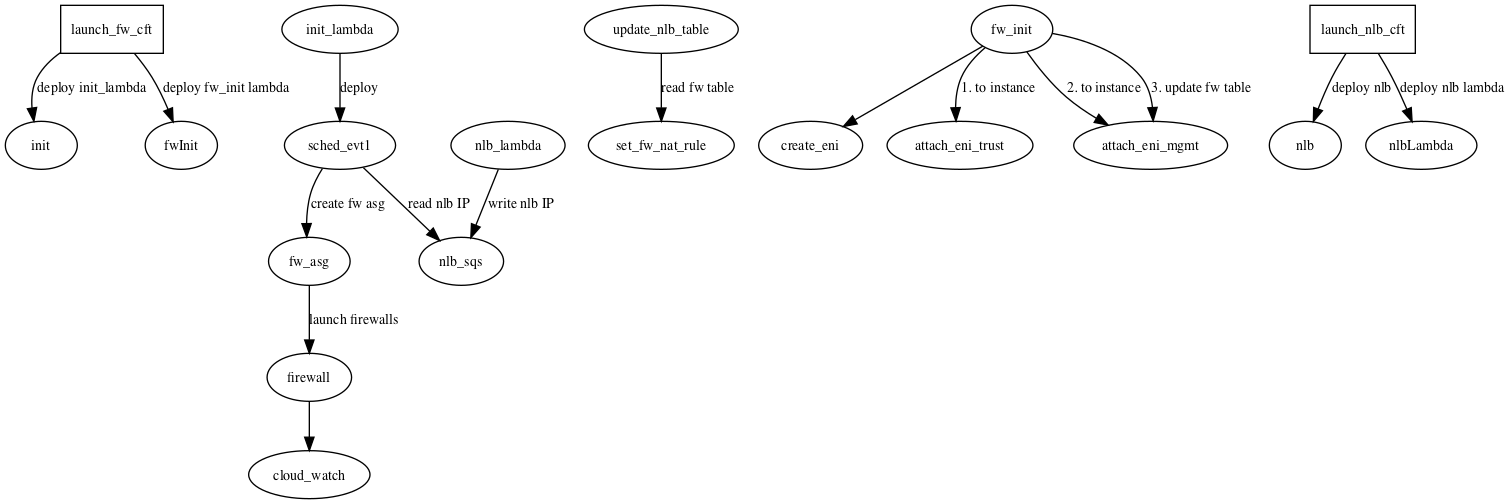 launch_fw_cft
init_lambda
update_nlb_table
fw_init
launch_nlb_cft
deploy init_lambda
deploy fw_init lambda
deploy
read fw table
1. to instance
2. to instance
3. update fw table
deploy nlb
deploy nlb lambda
init
fwInit
sched_evt1
nlb_lambda
set_fw_nat_rule
create_eni
attach_eni_trust
attach_eni_mgmt
nlb
nlbLambda
create fw asg
read nlb IP
write nlb IP
fw_asg
nlb_sqs
launch firewalls
firewall
cloud_watch